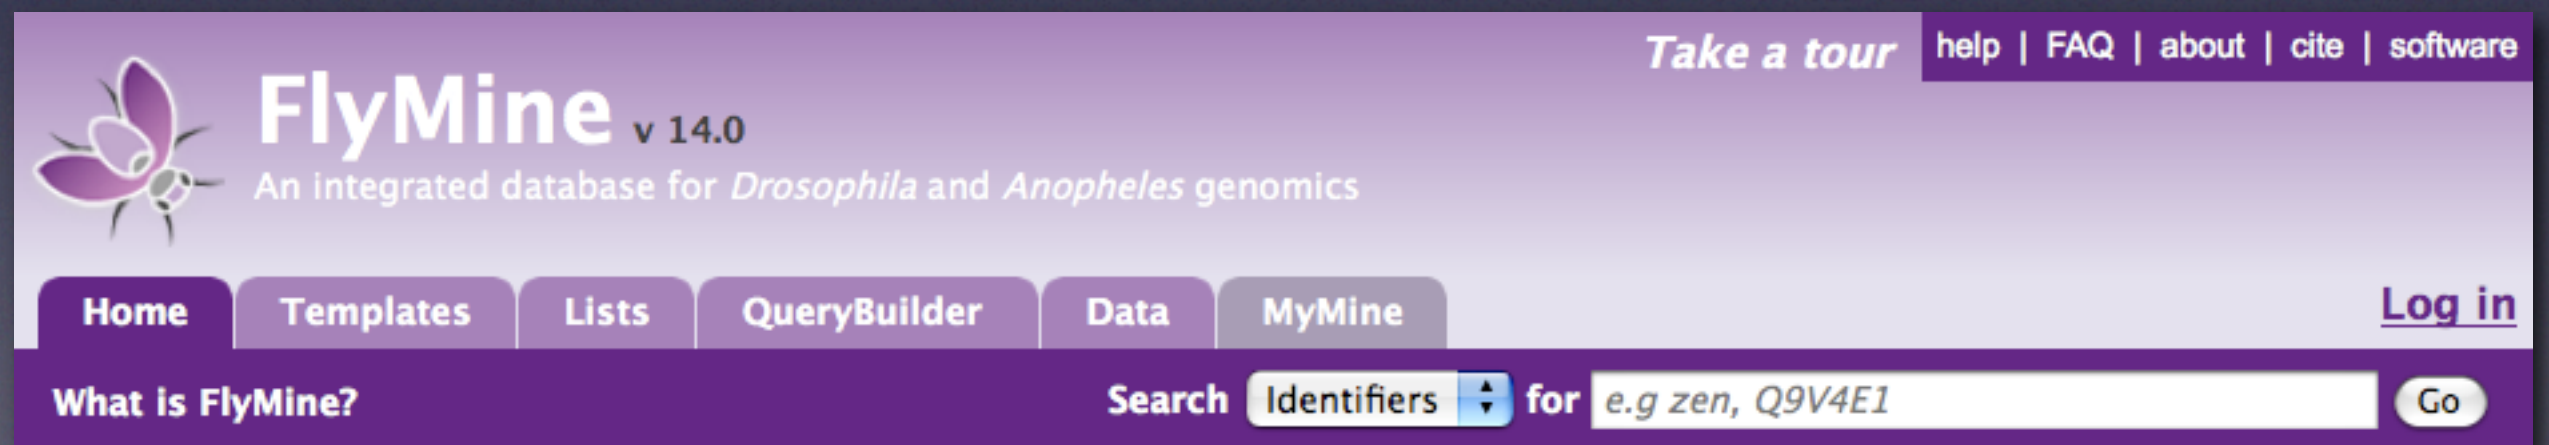 Take a tour help | FAQ | about | cite | software
FlyMine v 14.0
An integrated database for Drosophila and Anopheles genomics
Home Templates Lists QueryBuilder Data MyMine Log in
What is FlyMine? Search Identifiers for e.g zen, Q9V4E1 Go